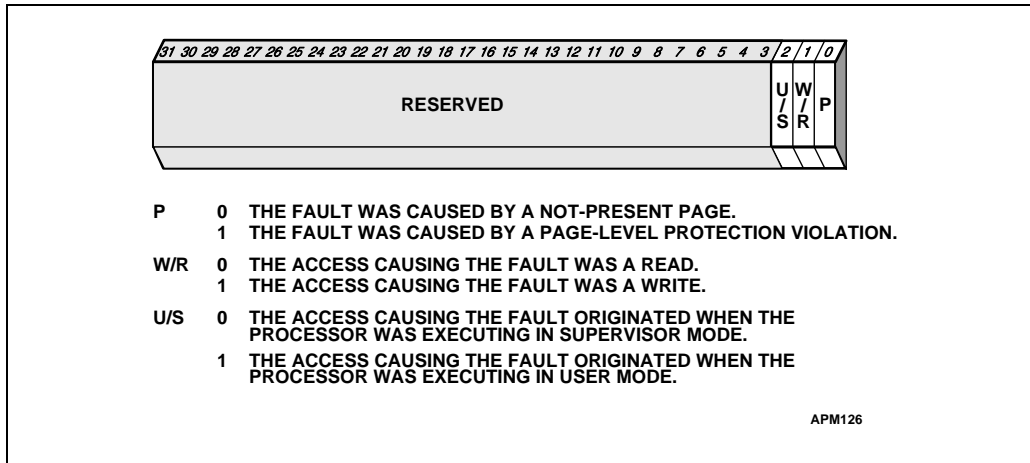 31 30 29 28 27 26 25 24 23 22 21 20 19 18 17 16 15 14 13 12 11 10 9 8 7 6 5 4 3 2 1 0
RESERVED
U/S
W/R
P
P 0 THE FAULT WAS CAUSED BY A NOT-PRESENT PAGE.
1 THE FAULT WAS CAUSED BY A PAGE-LEVEL PROTECTION VIOLATION.
W/R 0 THE ACCESS CAUSING THE FAULT WAS A READ.
1 THE ACCESS CAUSING THE FAULT WAS A WRITE.
U/S 0 THE ACCESS CAUSING THE FAULT ORIGINATED WHEN THE
PROCESSOR WAS EXECUTING IN SUPERVISOR MODE.
1 THE ACCESS CAUSING THE FAULT ORIGINATED WHEN THE
PROCESSOR WAS EXECUTING IN USER MODE.
APM126